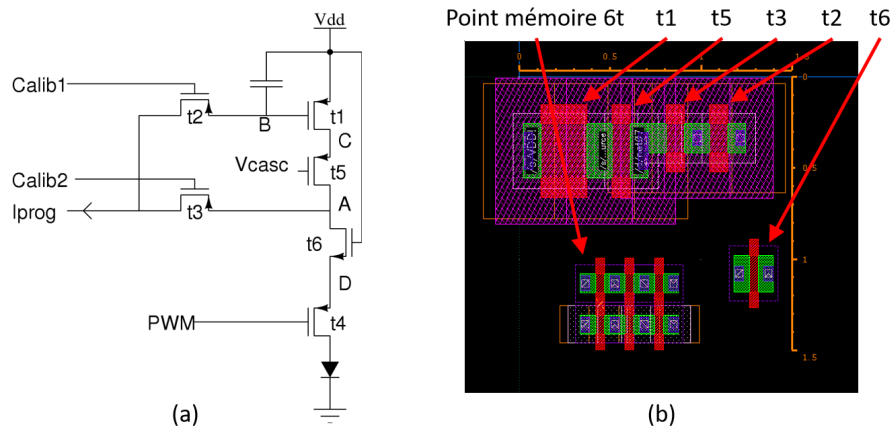 Point mémoire 6t t1 t5 t3 t2 t6
Vdd
Calib1
t2
B
t1
C
Vcasc
t5
Calib2
Iprog
t3
A
t6
D
PWM
t4
(a)
0 0.5
0
0.5
1
1.5
(b)